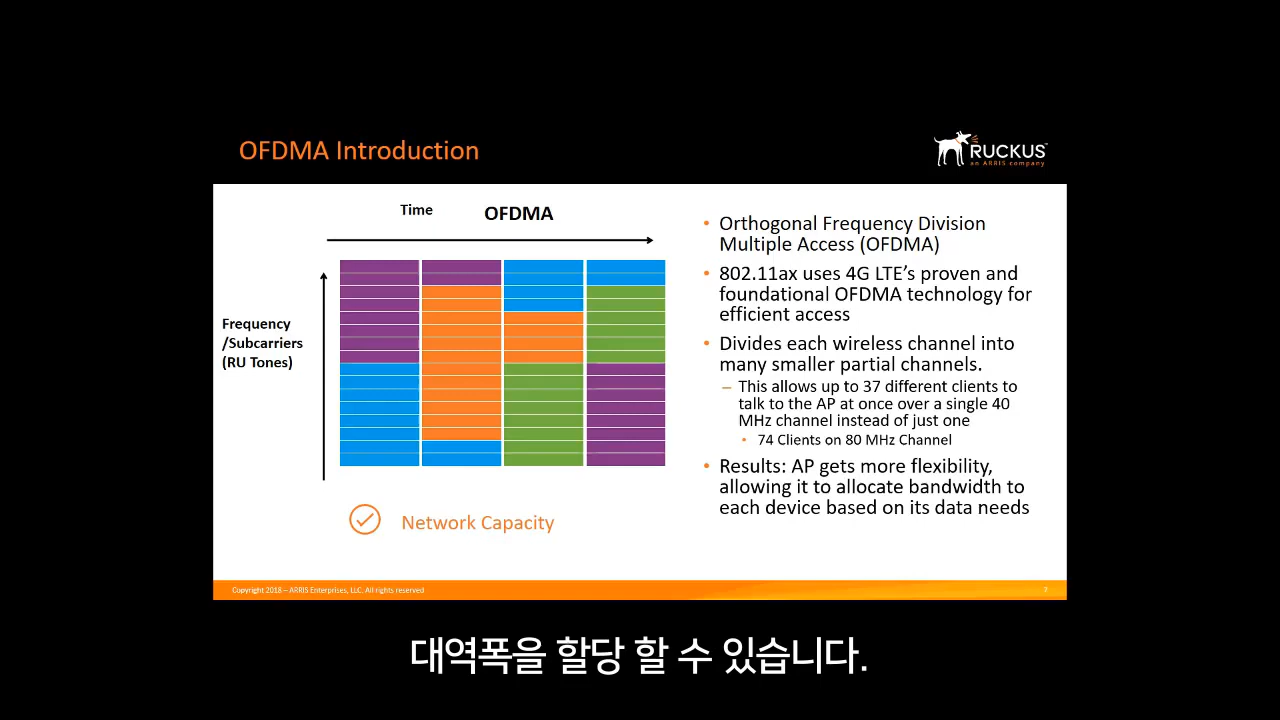 OFDMA Introduction
RUCKUS™
an ARRIS company
Time
OFDMA
Frequency
/Subcarriers
(RU Tones)
Network Capacity
• Orthogonal Frequency Division
Multiple Access (OFDMA)
• 802.11ax uses 4G LTE’s proven and
foundational OFDMA technology for
efficient access
• Divides each wireless channel into
many smaller partial channels.
– This allows up to 37 different clients to
talk to the AP at once over a single 40
MHz channel instead of just one
• 74 Clients on 80 MHz Channel
• Results: AP gets more flexibility,
allowing it to allocate bandwidth to
each device based on its data needs
Copyright 2018 – ARRIS Enterprises, LLC. All rights reserved
대역폭을 할당 할 수 있습니다.